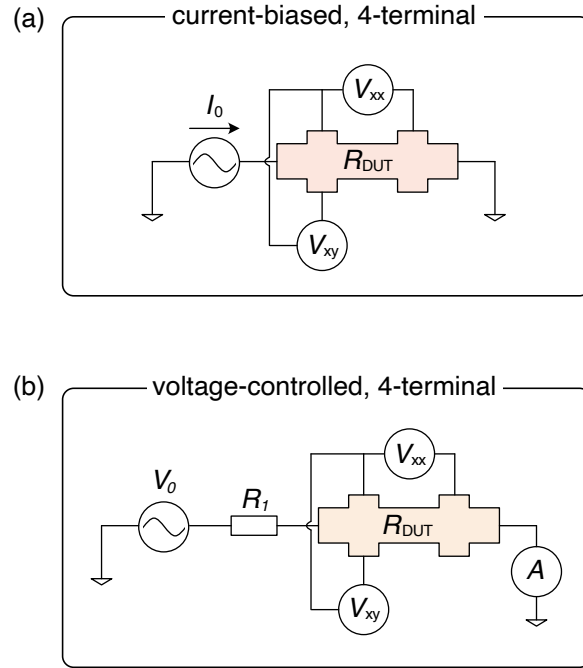 (a) current-biased, 4-terminal
V_xx
I_0
R_DUT
V_xy
(b) voltage-controlled, 4-terminal
V_xx
V_0
R_1
R_DUT
A
V_xy